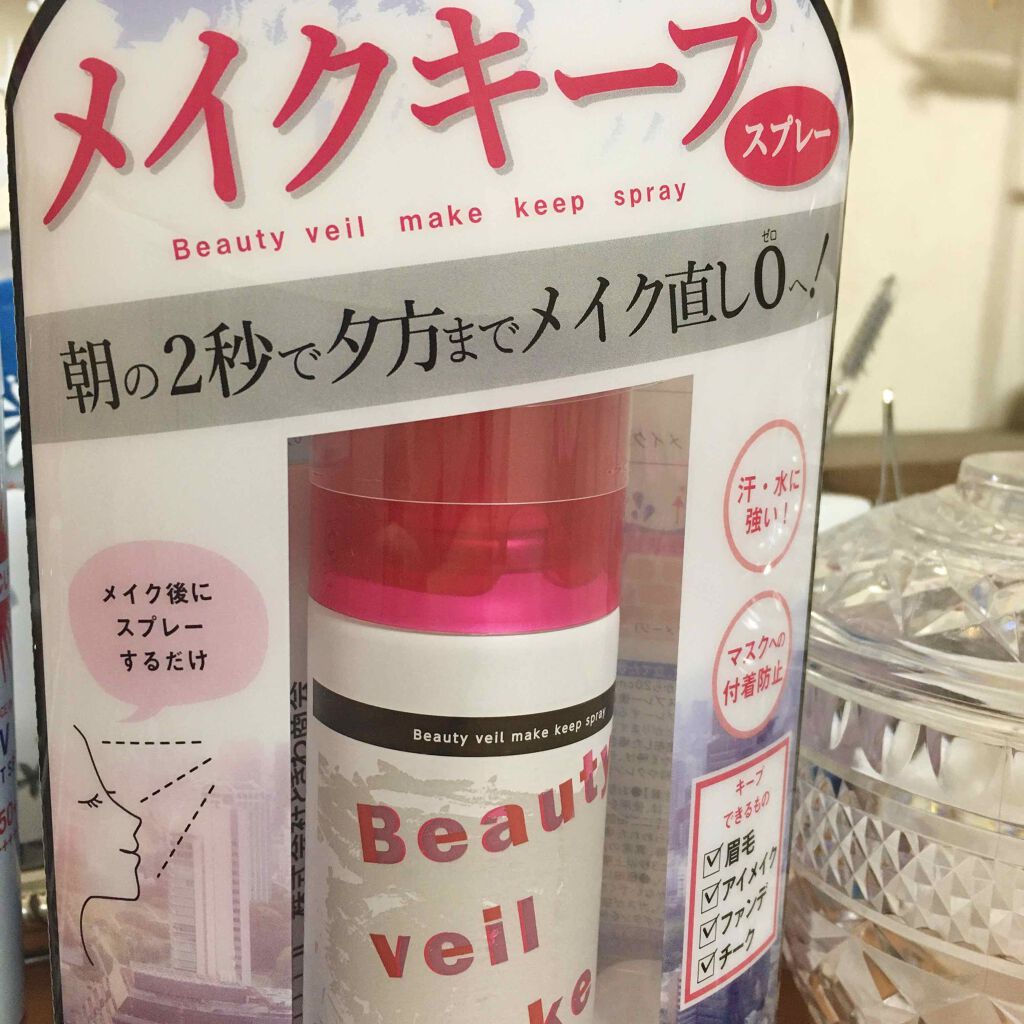 メイクキープ
スプレー
Beauty veil make keep spray
朝の2秒で夕方までメイク直し0へ!
ゼロ
汗・水に
強い!
メイク後に
スプレー
するだけ
マスクへの
付着防止
Beauty veil make keep spray
Beauty
veil
キープ
できるもの
眉毛
アイメイク
ファンデ
チーク